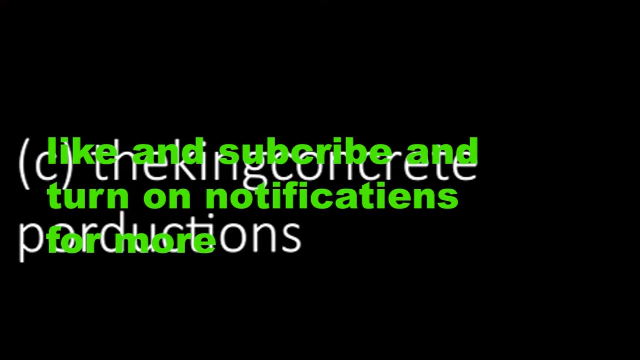 like and subcribe and
(c) thekingconcrete
turn on notificatiens
porductions
for more